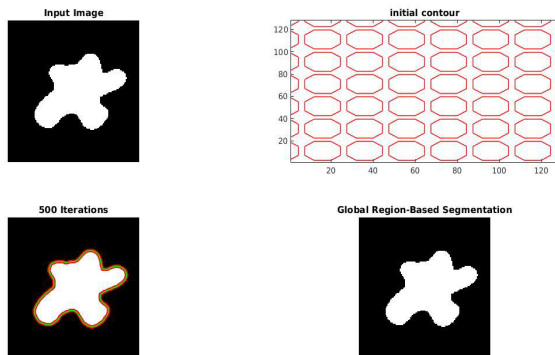 Input Image
initial contour
120
100
80
60
40
20
20 40 60 80 100 120
500 Iterations
Global Region-Based Segmentation